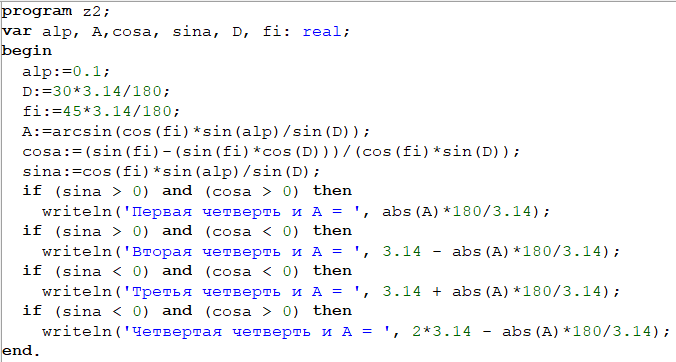 program z2;
var alp, A,cosa, sina, D, fi: real;
begin
  alp:=0.1;
  D:=30*3.14/180;
  fi:=45*3.14/180;
  A:=arcsin(cos(fi)*sin(alp)/sin(D));
  cosa:=(sin(fi)-(sin(fi)*cos(D)))/(cos(fi)*sin(D));
  sina:=cos(fi)*sin(alp)/sin(D);
  if (sina > 0) and (cosa > 0) then
    writeln('Первая четверть и A = ', abs(A)*180/3.14);
  if (sina > 0) and (cosa < 0) then
    writeln('Вторая четверть и A = ', 3.14 - abs(A)*180/3.14);
  if (sina < 0) and (cosa < 0) then
    writeln('Третья четверть и A = ', 3.14 + abs(A)*180/3.14);
  if (sina < 0) and (cosa > 0) then
    writeln('Четвертая четверть и A = ', 2*3.14 - abs(A)*180/3.14);
end.